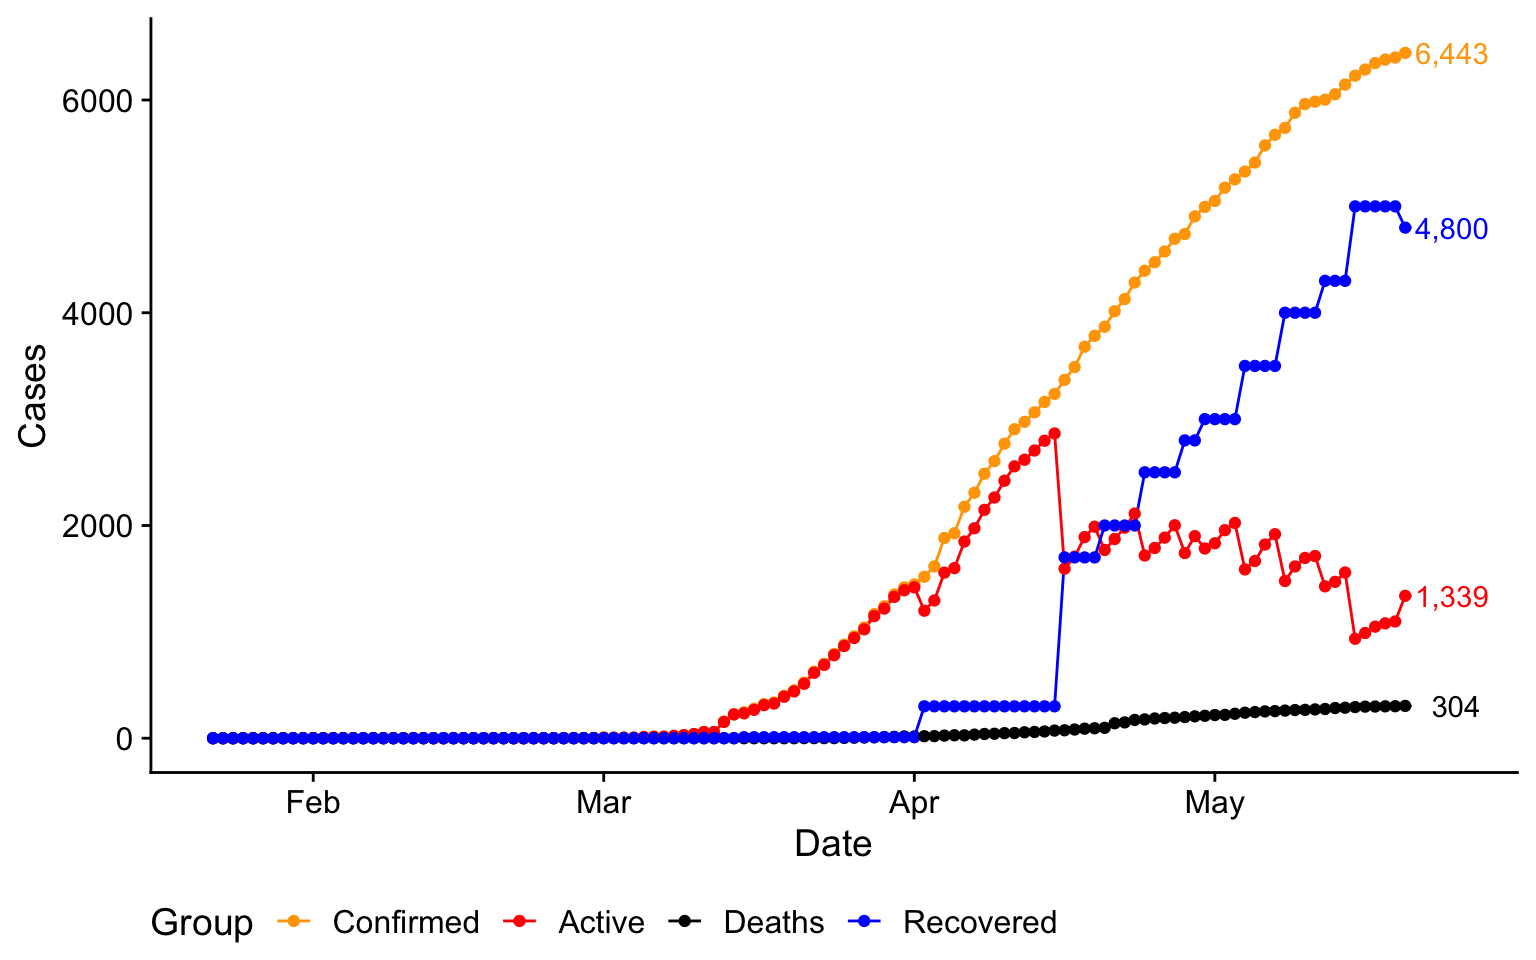 6,443
6000
4,800
4000
Cases
2000
1,339
304
0
Feb Mar Apr May
Date
Group Confirmed Active Deaths Recovered